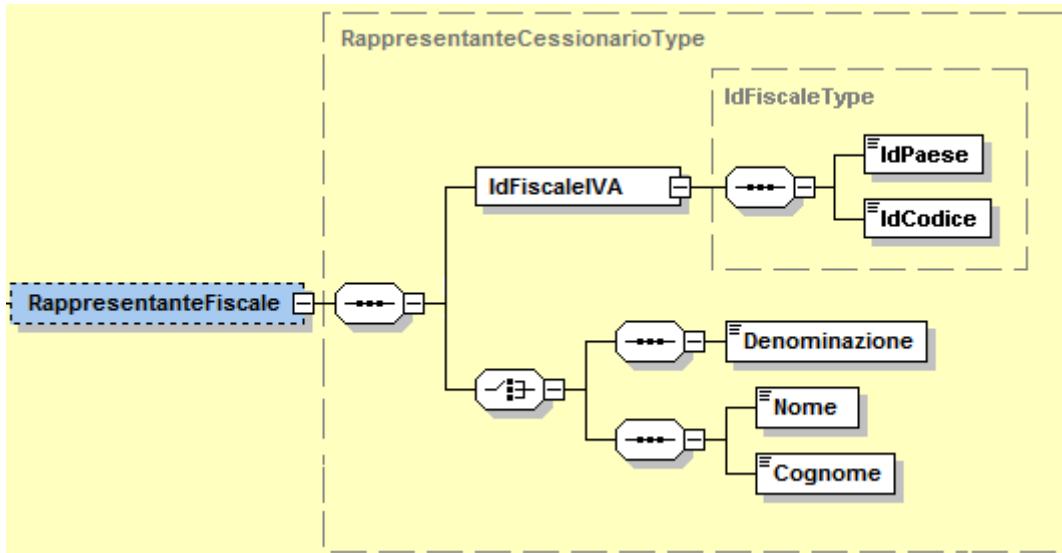 RappresentanteCessionarioType
IdFiscaleType
IdPaese
IdFiscaleIVA
IdCodice
RappresentanteFiscale
Denominazione
Nome
Cognome